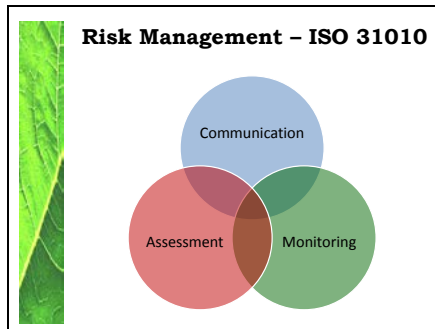 Risk Management – ISO 31010
Communication
Assessment
Monitoring